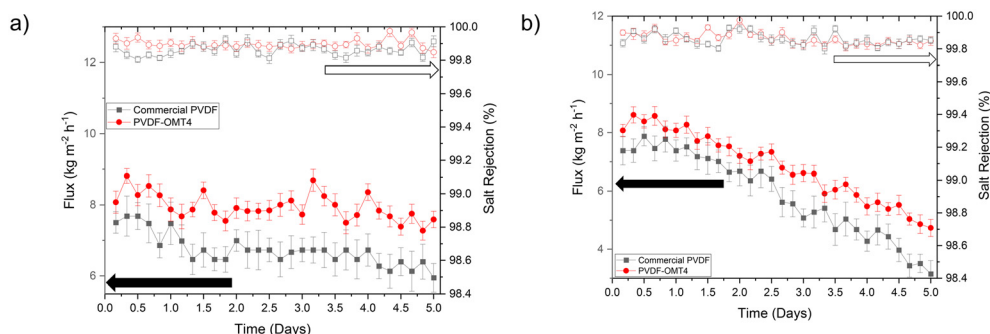 a)
Flux (kg m⁻² h⁻¹)
12
10
8
6
Commercial PVDF
PVDF-OMT4
100.0
99.8
99.6
99.4
99.2
99.0
98.8
98.6
98.4
Salt Rejection (%)
0.0 0.5 1.0 1.5 2.0 2.5 3.0 3.5 4.0 4.5 5.0
Time (Days)
b)
Flux (kg m⁻² h⁻¹)
12
10
8
6
4
Commercial PVDF
PVDF-OMT4
100.0
99.8
99.6
99.4
99.2
99.0
98.8
98.6
98.4
Salt Rejection (%)
0.0 0.5 1.0 1.5 2.0 2.5 3.0 3.5 4.0 4.5 5.0
Time (Days)